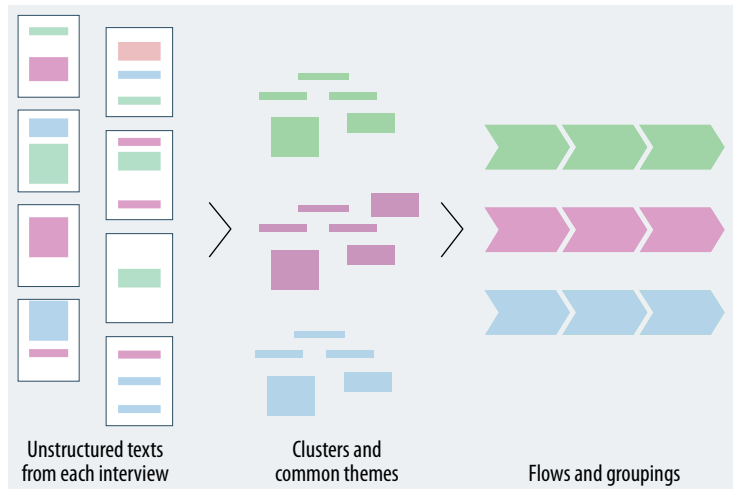 Unstructured texts
from each interview
Clusters and
common themes
Flows and groupings